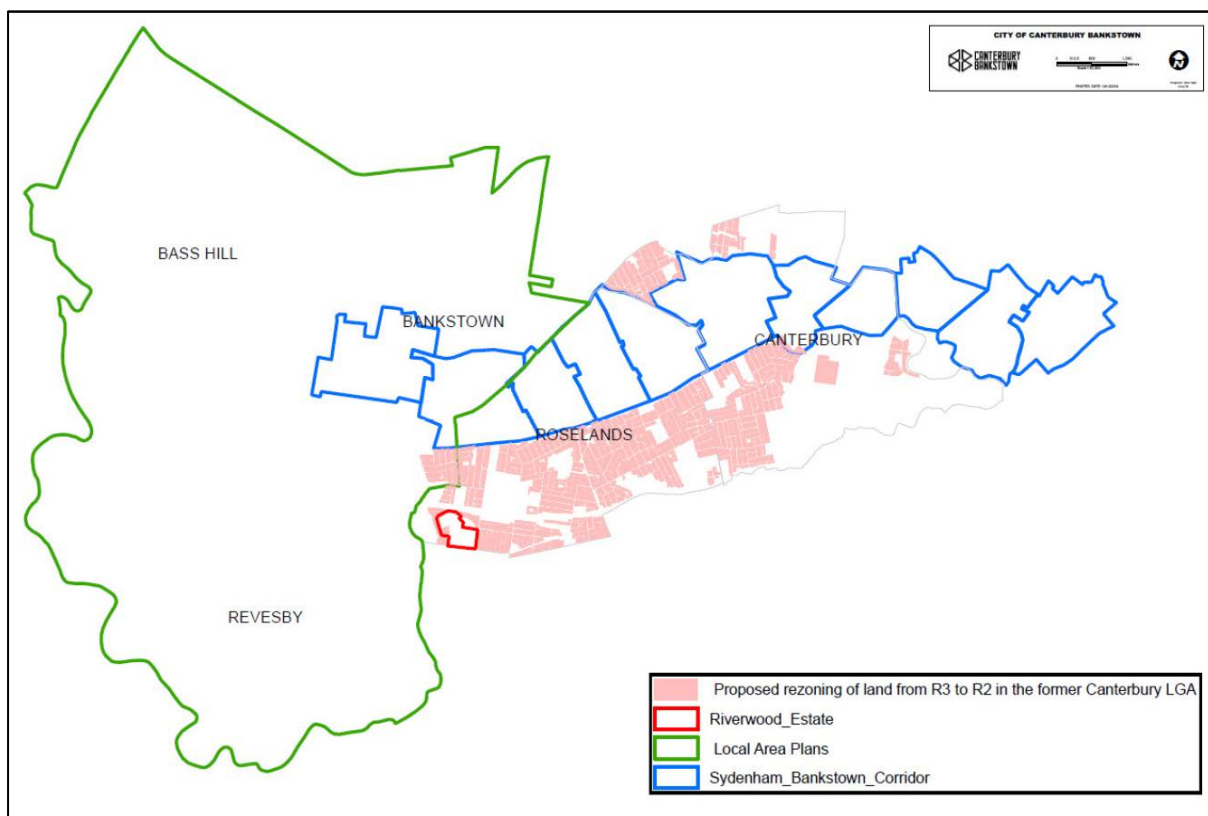 CITY OF CANTERBURY BANKSTOWN
CANTERBURY
BANKSTOWN
BASS HILL
BANKSTOWN
CANTERBURY
ROSELANDS
REVESBY
Proposed rezoning of land from R3 to R2 in the former Canterbury LGA
Riverwood_Estate
Local Area Plans
Sydenham_Bankstown_Corridor